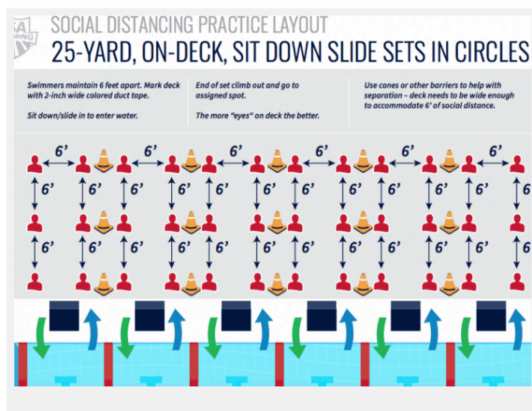 SOCIAL DISTANCING PRACTICE LAYOUT
25-YARD, ON-DECK, SIT DOWN SLIDE SETS IN CIRCLES
Swimmers maintain 6 feet apart. Mark deck
with 2-inch wide colored duct tape.
Sit down/slide in to enter water.
End of set climb out and go to
assigned spot.
The more "eyes" on deck the better.
Use cones or other barriers to help with
separation – deck needs to be wide enough
to accommodate 6' of social distance.
6' 6' 6' 6' 6' 6'
6' 6' 6' 6' 6' 6' 6' 6' 6' 6' 6' 6
6' 6' 6' 6' 6' 6' 6' 6' 6' 6' 6' 6